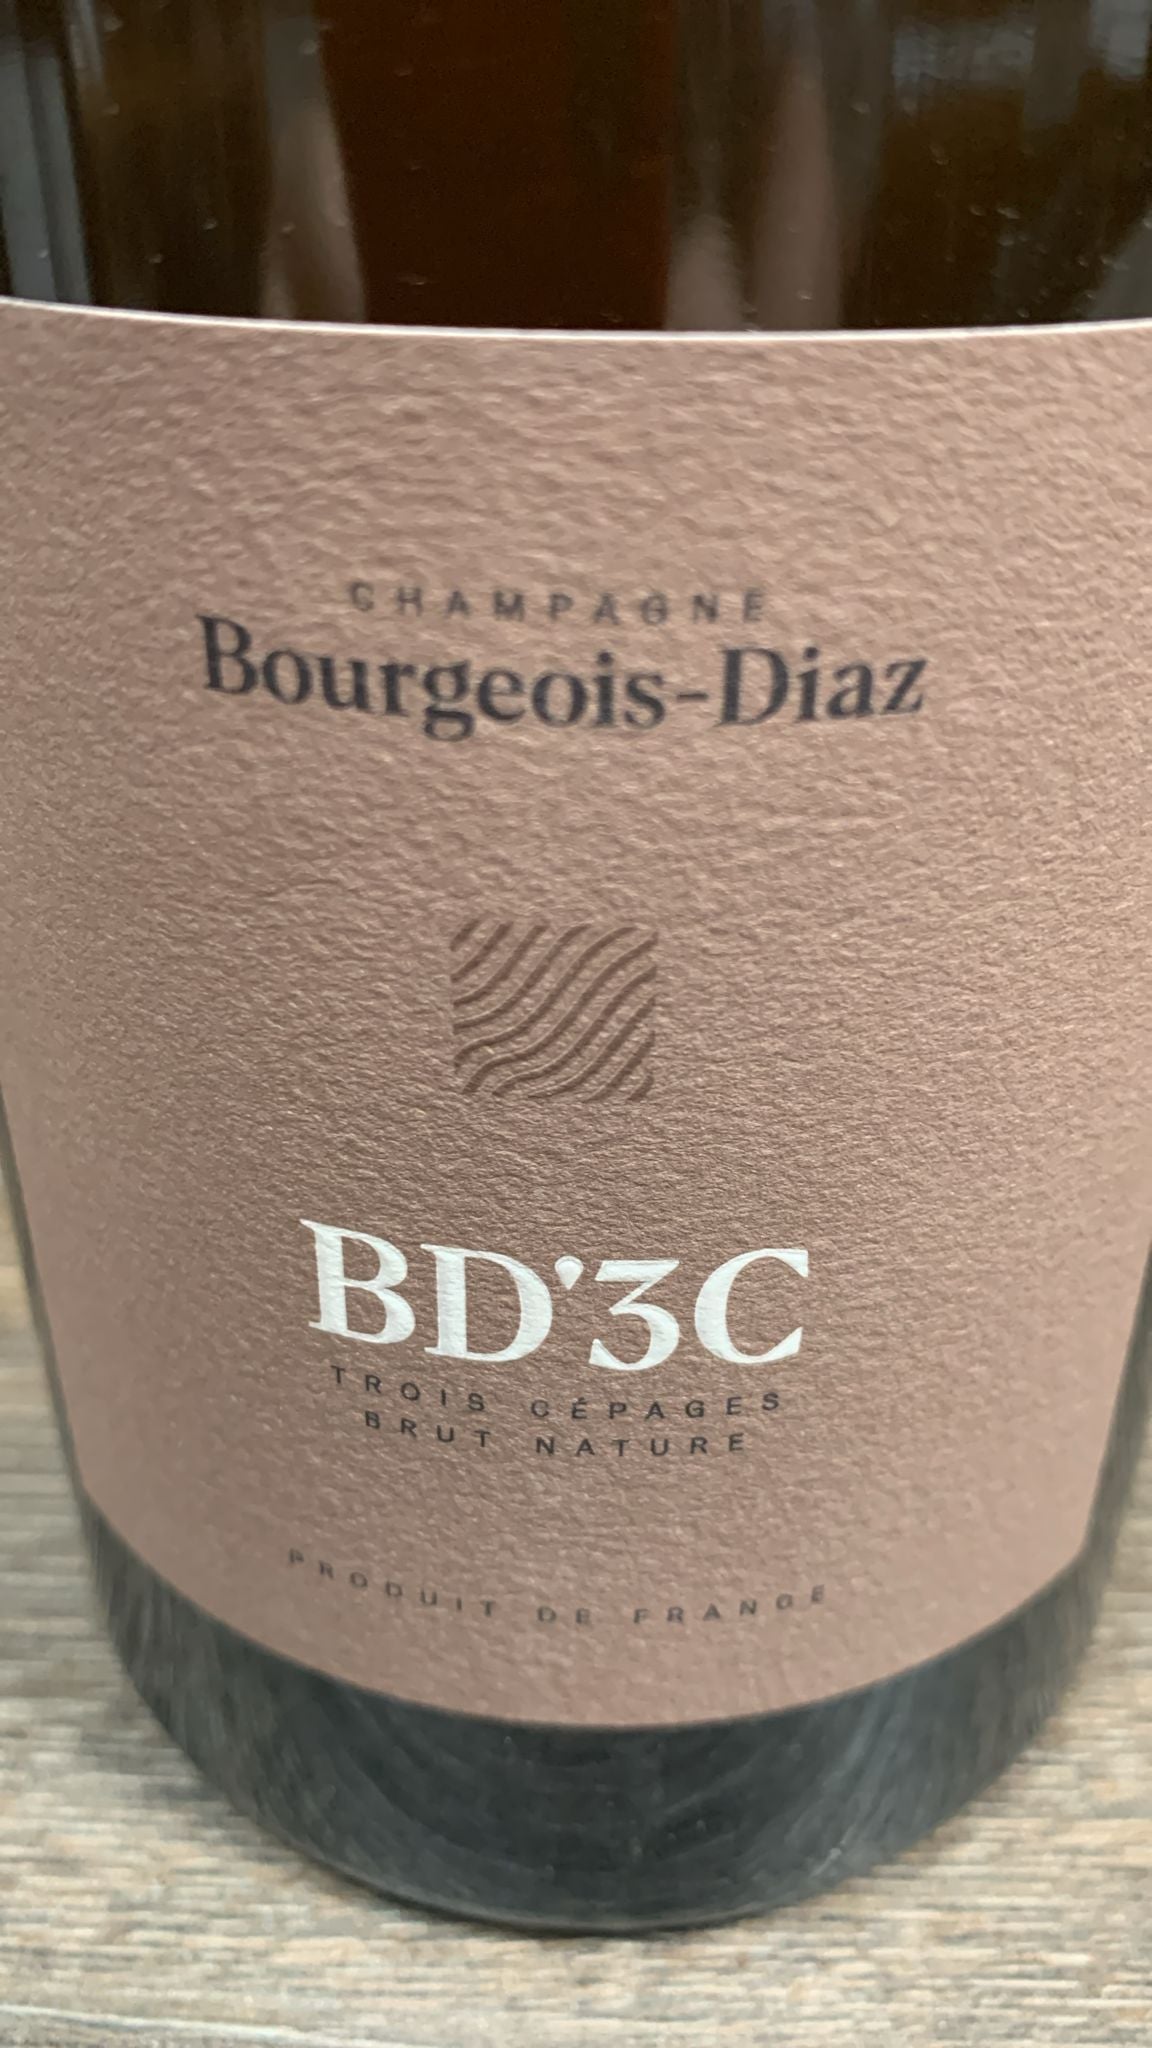 CHAMPAGNE
Bourgeois-Diaz
BD'3C
TROIS CÉPAGES
BRUT NATURE
PRODUIT DE FRANCE